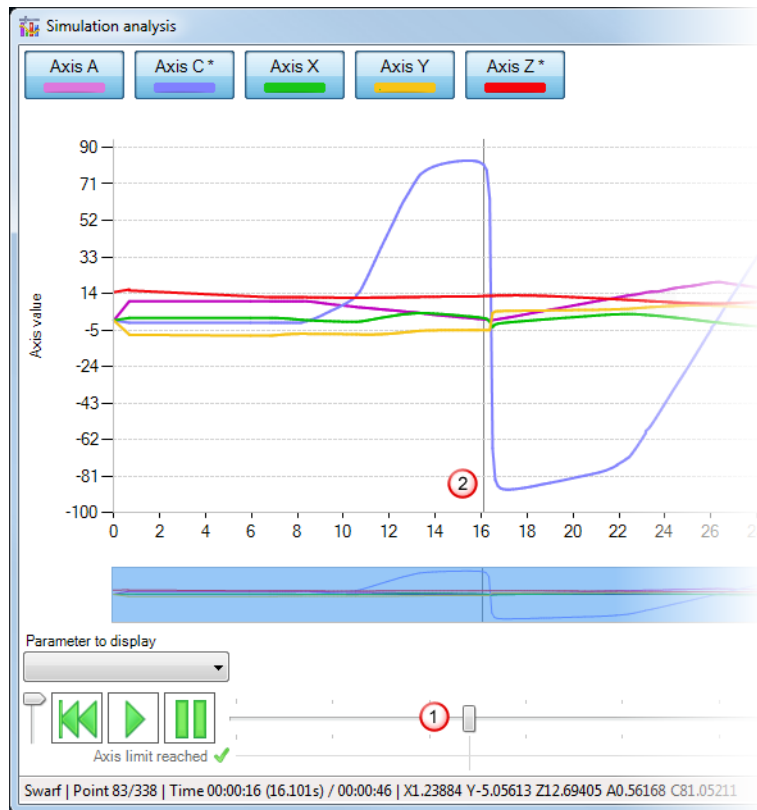 Simulation analysis
Axis A Axis C * Axis X Axis Y Axis Z *
90
71
52
33
14
-5
-24
-43
-62
-81
-100
Axis value
2
0 2 4 6 8 10 12 14 16 18 20 22 24 26
Parameter to display
1
Axis limit reached
Swarf | Point 83/338 | Time 00:00:16 (16.101s) / 00:00:46 | X1.23884 Y-5.05613 Z12.69405 A0.56168 C81.05211